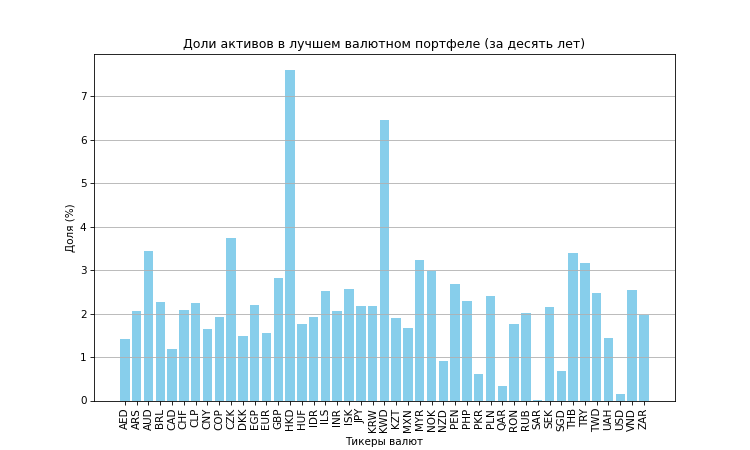 Доли активов в лучшем валютном портфеле (за десять лет)
Доля (%)
7
6
5
4
3
2
1
0
AED ARS AUD BRL CAD CHF CLP CNY COP CZK DKK EGP EUR GBP HKD HUF IDR ILS INR ISK JPY KRW KWD KZT MXN MYR NOK NZD PEN PHP PKR PLN QAR RON RUB SAR SEK SGD THB TRY TWD UAH USD VND ZAR
Тикеры валют